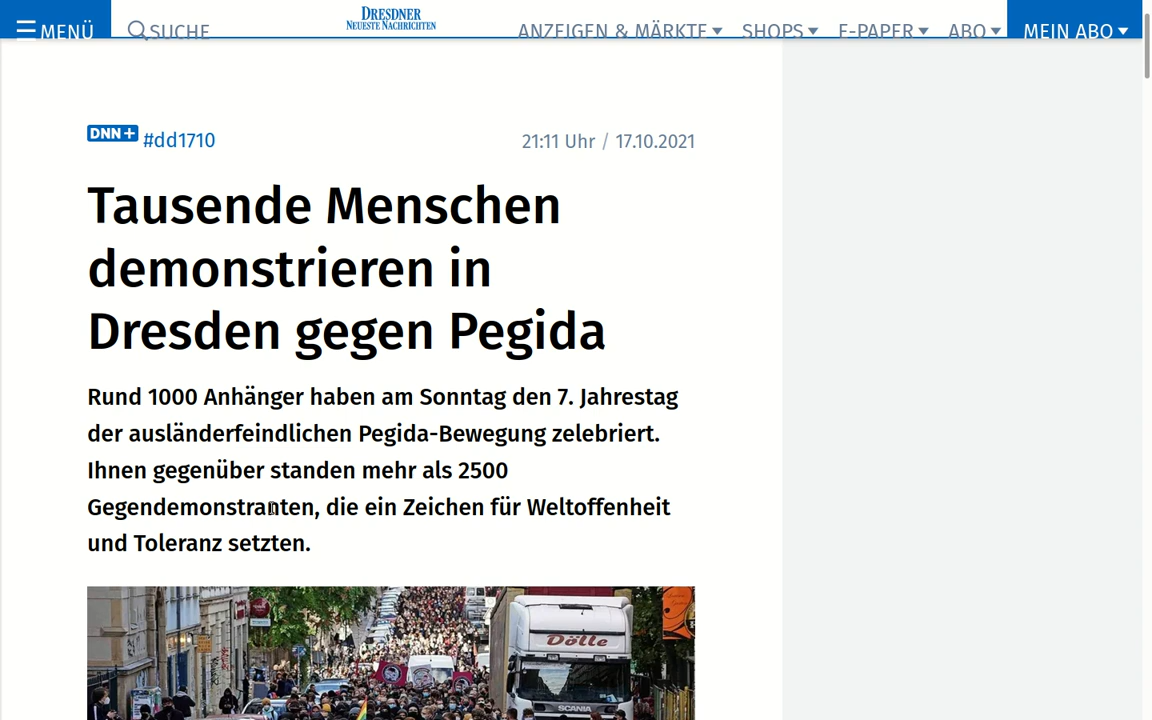 MENÜ SUCHE DRESDNER NEUESTE NACHRICHTEN ANZEIGEN & MÄRKTE SHOPS E-PAPER ABO MEIN ABO
DNN+ #dd1710 21:11 Uhr / 17.10.2021
Tausende Menschen
demonstrieren in
Dresden gegen Pegida
Rund 1000 Anhänger haben am Sonntag den 7. Jahrestag
der ausländerfeindlichen Pegida-Bewegung zelebriert.
Ihnen gegenüber standen mehr als 2500
Gegendemonstranten, die ein Zeichen für Weltoffenheit
und Toleranz setzten.
Dölle
SCANIA